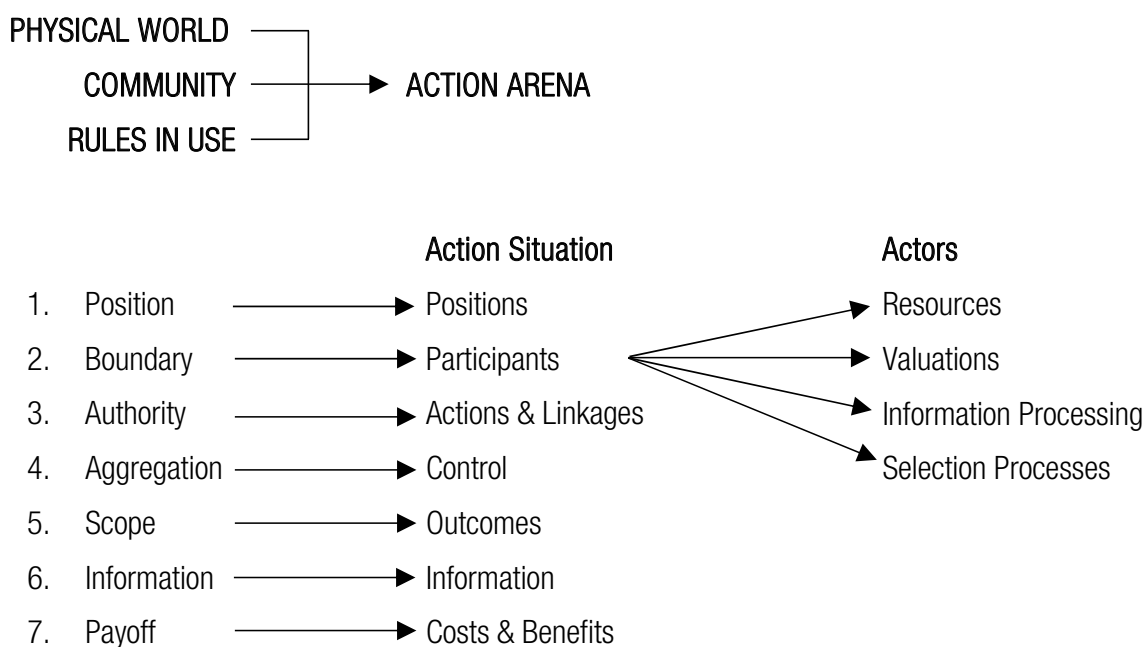 PHYSICAL WORLD
COMMUNITY ACTION ARENA
RULES IN USE
Action Situation Actors
1. Position Positions Resources
2. Boundary Participants Valuations
3. Authority Actions & Linkages Information Processing
4. Aggregation Control Selection Processes
5. Scope Outcomes
6. Information Information
7. Payoff Costs & Benefits